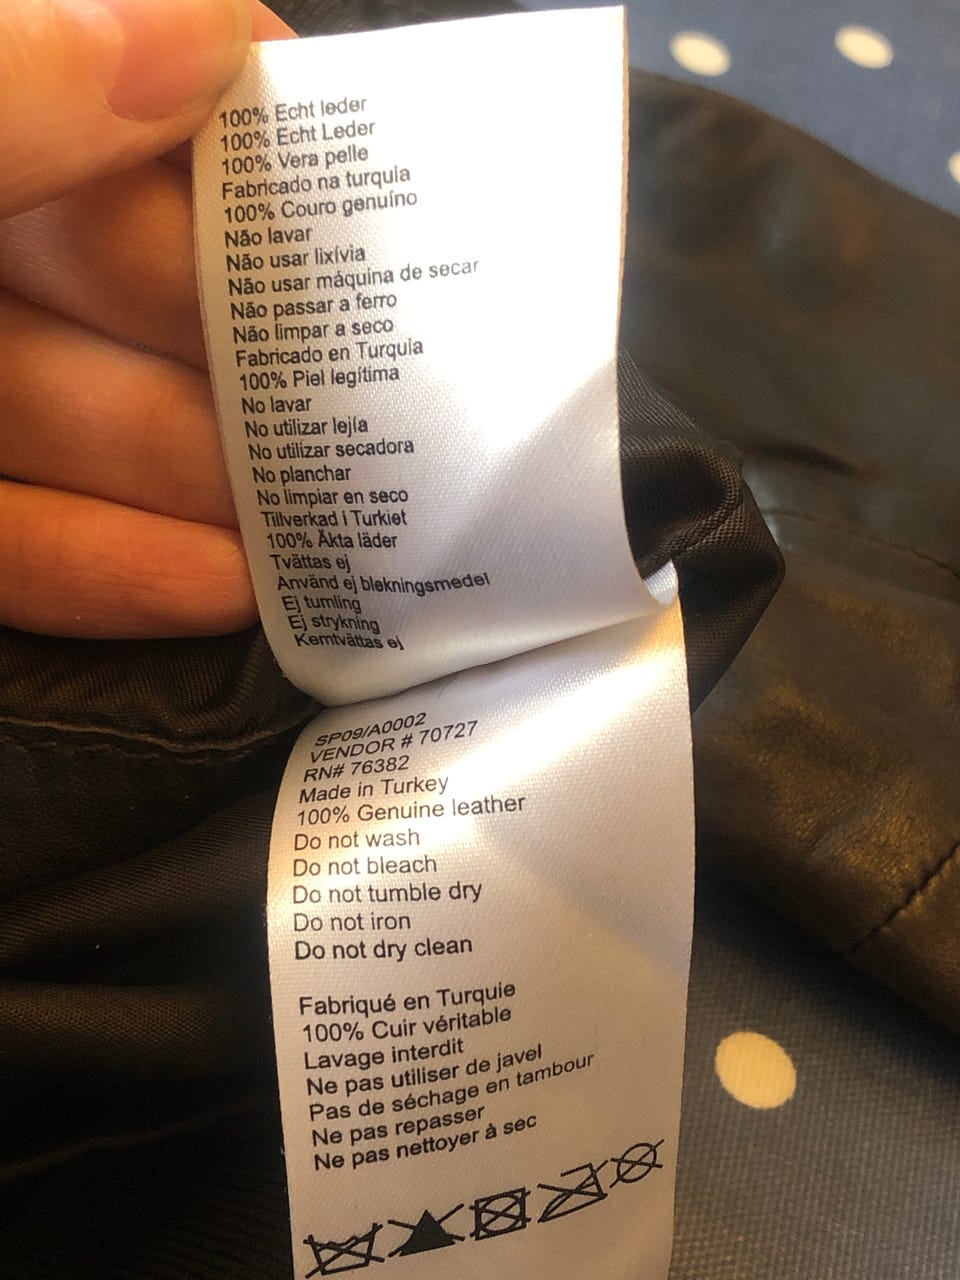 100% Echt leder
100% Echt Leder
100% Vera pelle
Fabricado na turquia
100% Couro genuíno
Não lavar
Não usar lixívia
Não usar máquina de secar
Não passar a ferro
Não limpar a seco
Fabricado en Turquia
100% Piel legítima
No lavar
No utilizar lejía
No utilizar secadora
No planchar
No limpiar en seco
Tillverkad i Turkiet
100% Äkta läder
Tvättas ej
Använd ej blekningsmedel
Ej tumling
Ej strykning
Kemtvättas ej
SP09/A0002
VENDOR # 70727
RN# 76382
Made in Turkey
100% Genuine leather
Do not wash
Do not bleach
Do not tumble dry
Do not iron
Do not dry clean
Fabriqué en Turquie
100% Cuir véritable
Lavage interdit
Ne pas utiliser de javel
Pas de séchage en tambour
Ne pas repasser
Ne pas nettoyer à sec